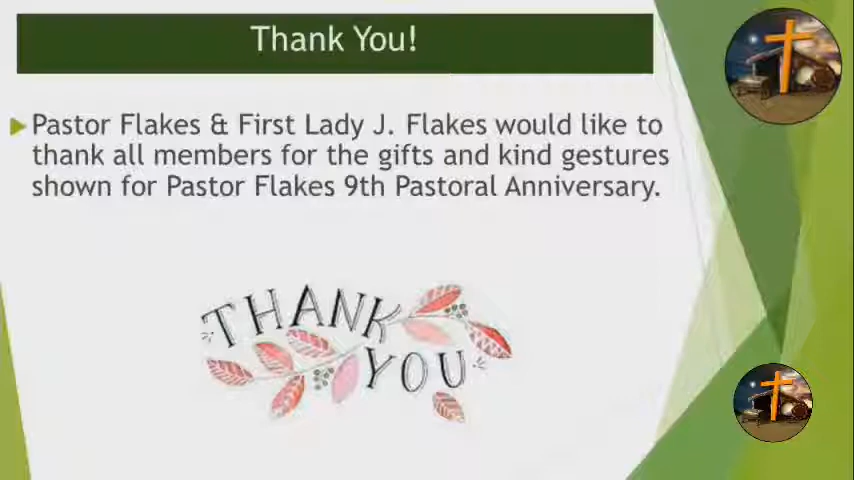 Thank You!
Pastor Flakes & First Lady J. Flakes would like to
thank all members for the gifts and kind gestures
shown for Pastor Flakes 9th Pastoral Anniversary.
THANK
YOU